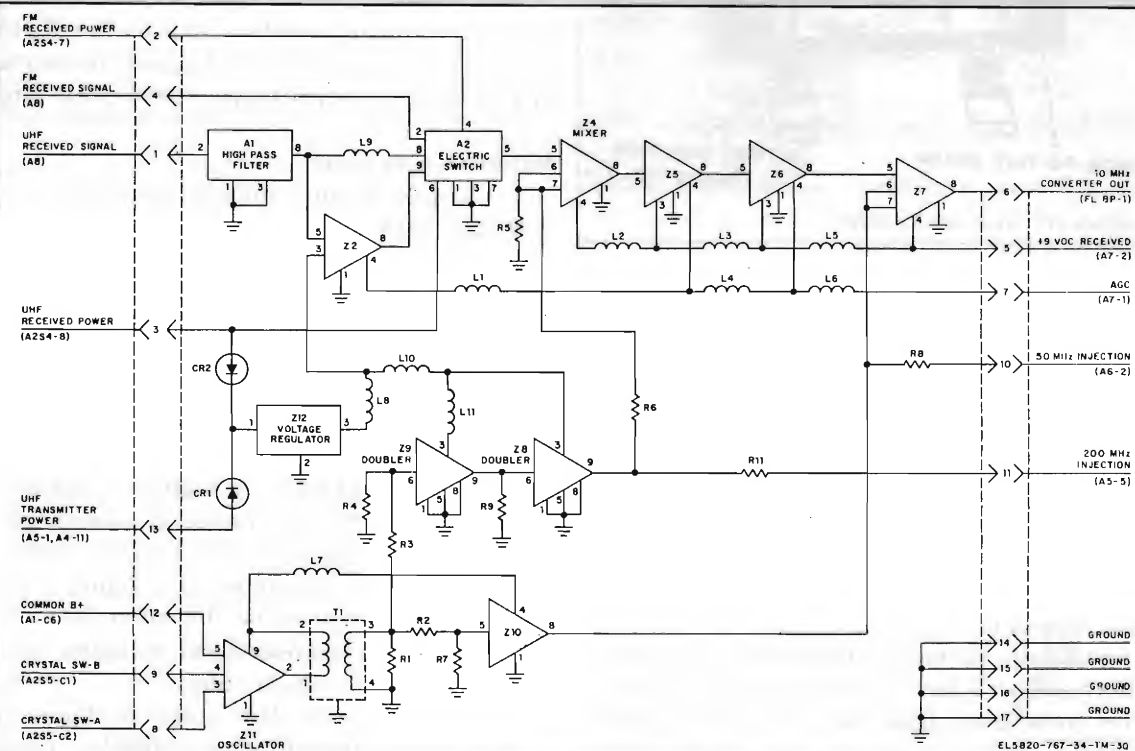 FM
RECEIVED POWER
(A2S4-7)
2
FM
RECEIVED SIGNAL
(A8)
4
UHF
RECEIVED SIGNAL
(A8)
1
2
A1
HIGH PASS
FILTER
8
1
3
L9
4
2
8
9
A2
ELECTRIC
SWITCH
5
6
1
3
7
Z4
MIXER
5
6
7
8
4
1
R5
5
Z5
8
3
4
1
5
Z6
8
3
4
1
5
6
7
Z7
8
4
1
L2
L3
L5
5
3
Z2
8
4
1
L1
L4
L6
6
10 MHz
CONVERTER OUT
(FL BP-1)
5
+9 VDC RECEIVED
(A7-2)
7
AGC
(A7-1)
UHF
RECEIVED POWER
(A2S4-8)
3
CR2
1
Z12
VOLTAGE
REGULATOR
3
2
L8
L10
L11
R8
10
50 MHz INJECTION
(A6-2)
R6
CR1
Z9
DOUBLER
3
6
9
1
5
8
R4
R9
Z8
DOUBLER
3
6
9
1
5
8
R11
11
200 MHz
INJECTION
(A5-5)
UHF
TRANSMITTER
POWER
(A5-1, A4-11)
13
R3
L7
COMMON B+
(A1-C6)
12
CRYSTAL SW-B
(A2S5-C1)
9
CRYSTAL SW-A
(A2S5-C2)
8
5
4
3
9
2
1
Z11
OSCILLATOR
T1
2
3
1
4
R1
R2
R7
5
Z10
4
8
1
14
GROUND
15
GROUND
16
GROUND
17
GROUND
EL5820-767-34-TM-30